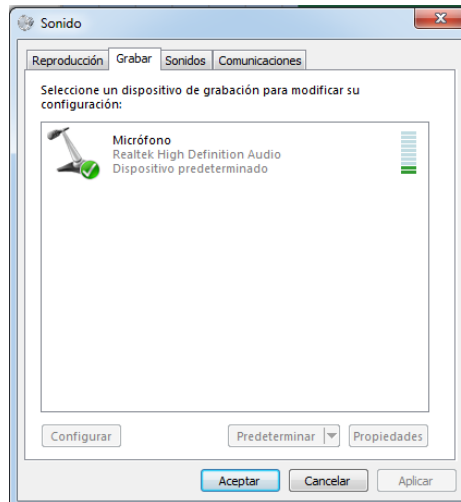 Sonido
Reproducción Grabar Sonidos Comunicaciones
Seleccione un dispositivo de grabación para modificar su
configuración:
Micrófono
Realtek High Definition Audio
Dispositivo predeterminado
Configurar Predeterminar Propiedades
Aceptar Cancelar Aplicar